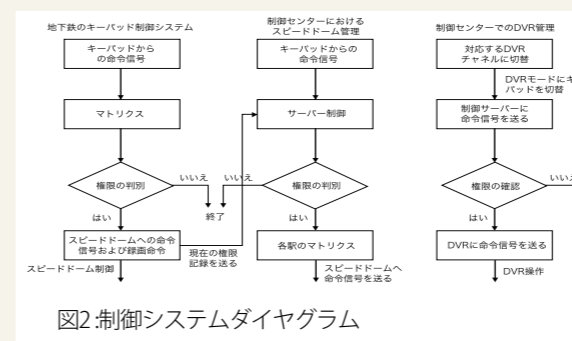 地下鉄のキーパッド制御システム
キーパッドから
の命令信号
マトリクス
権限の判別
いいえ
はい
終了
スピードドームへの命令
信号および録画命令
スピードドーム制御
現在の権限
記録を送る
制御センターにおける
スピードドーム管理
キーパッドからの
命令信号
サーバー制御
権限の判別
いいえ
はい
各駅のマトリクス
スピードドームへ
命令信号を送る
制御センターでのDVR管理
対応するDVR
チャネルに切替
DVRモードにキ
パッドを切替
制御サーバーに
命令信号を送る
権限の確認
いいえ
はい
DVRに命令信号を送る
DVR操作
図2:制御システムダイヤグラム